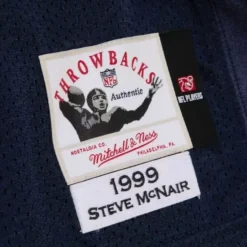 THROWBACKS
NFL
Authentic
NOSTALGIA CO.
Mitchell & Ness
PHILADELPHIA, PA.
NFL PLAYERS
1999
STEVE McNAIR